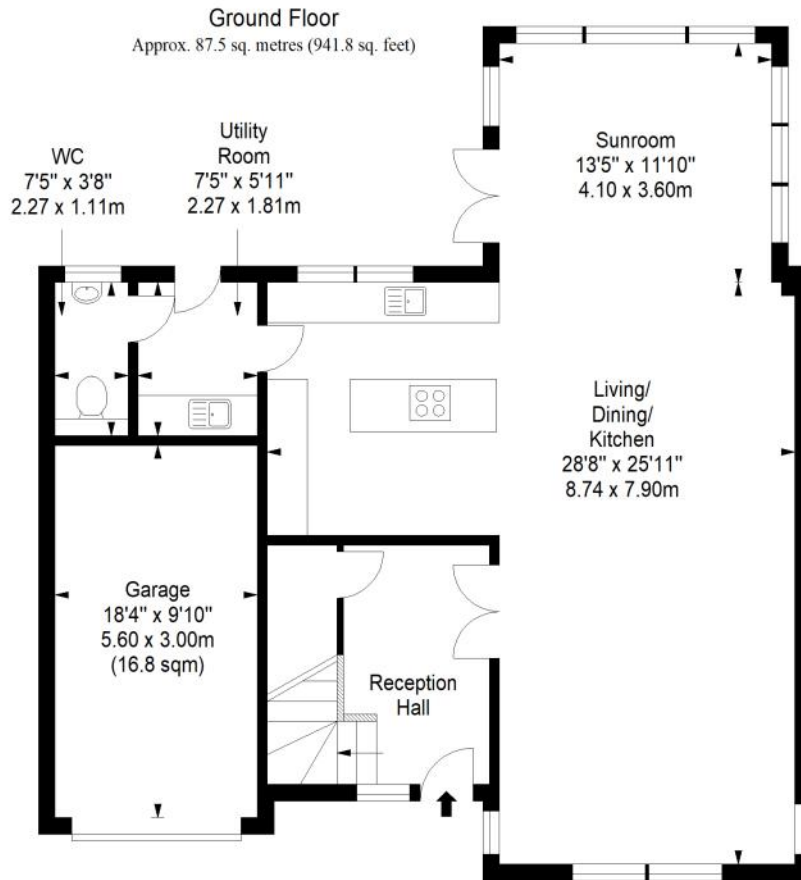 Ground Floor
Approx. 87.5 sq. metres (941.8 sq. feet)
WC
7'5" x 3'8"
2.27 x 1.11m
Utility
Room
7'5" x 5'11"
2.27 x 1.81m
Sunroom
13'5" x 11'10"
4.10 x 3.60m
Living/
Dining/
Kitchen
28'8" x 25'11"
8.74 x 7.90m
Garage
18'4" x 9'10"
5.60 x 3.00m
(16.8 sqm)
Reception
Hall